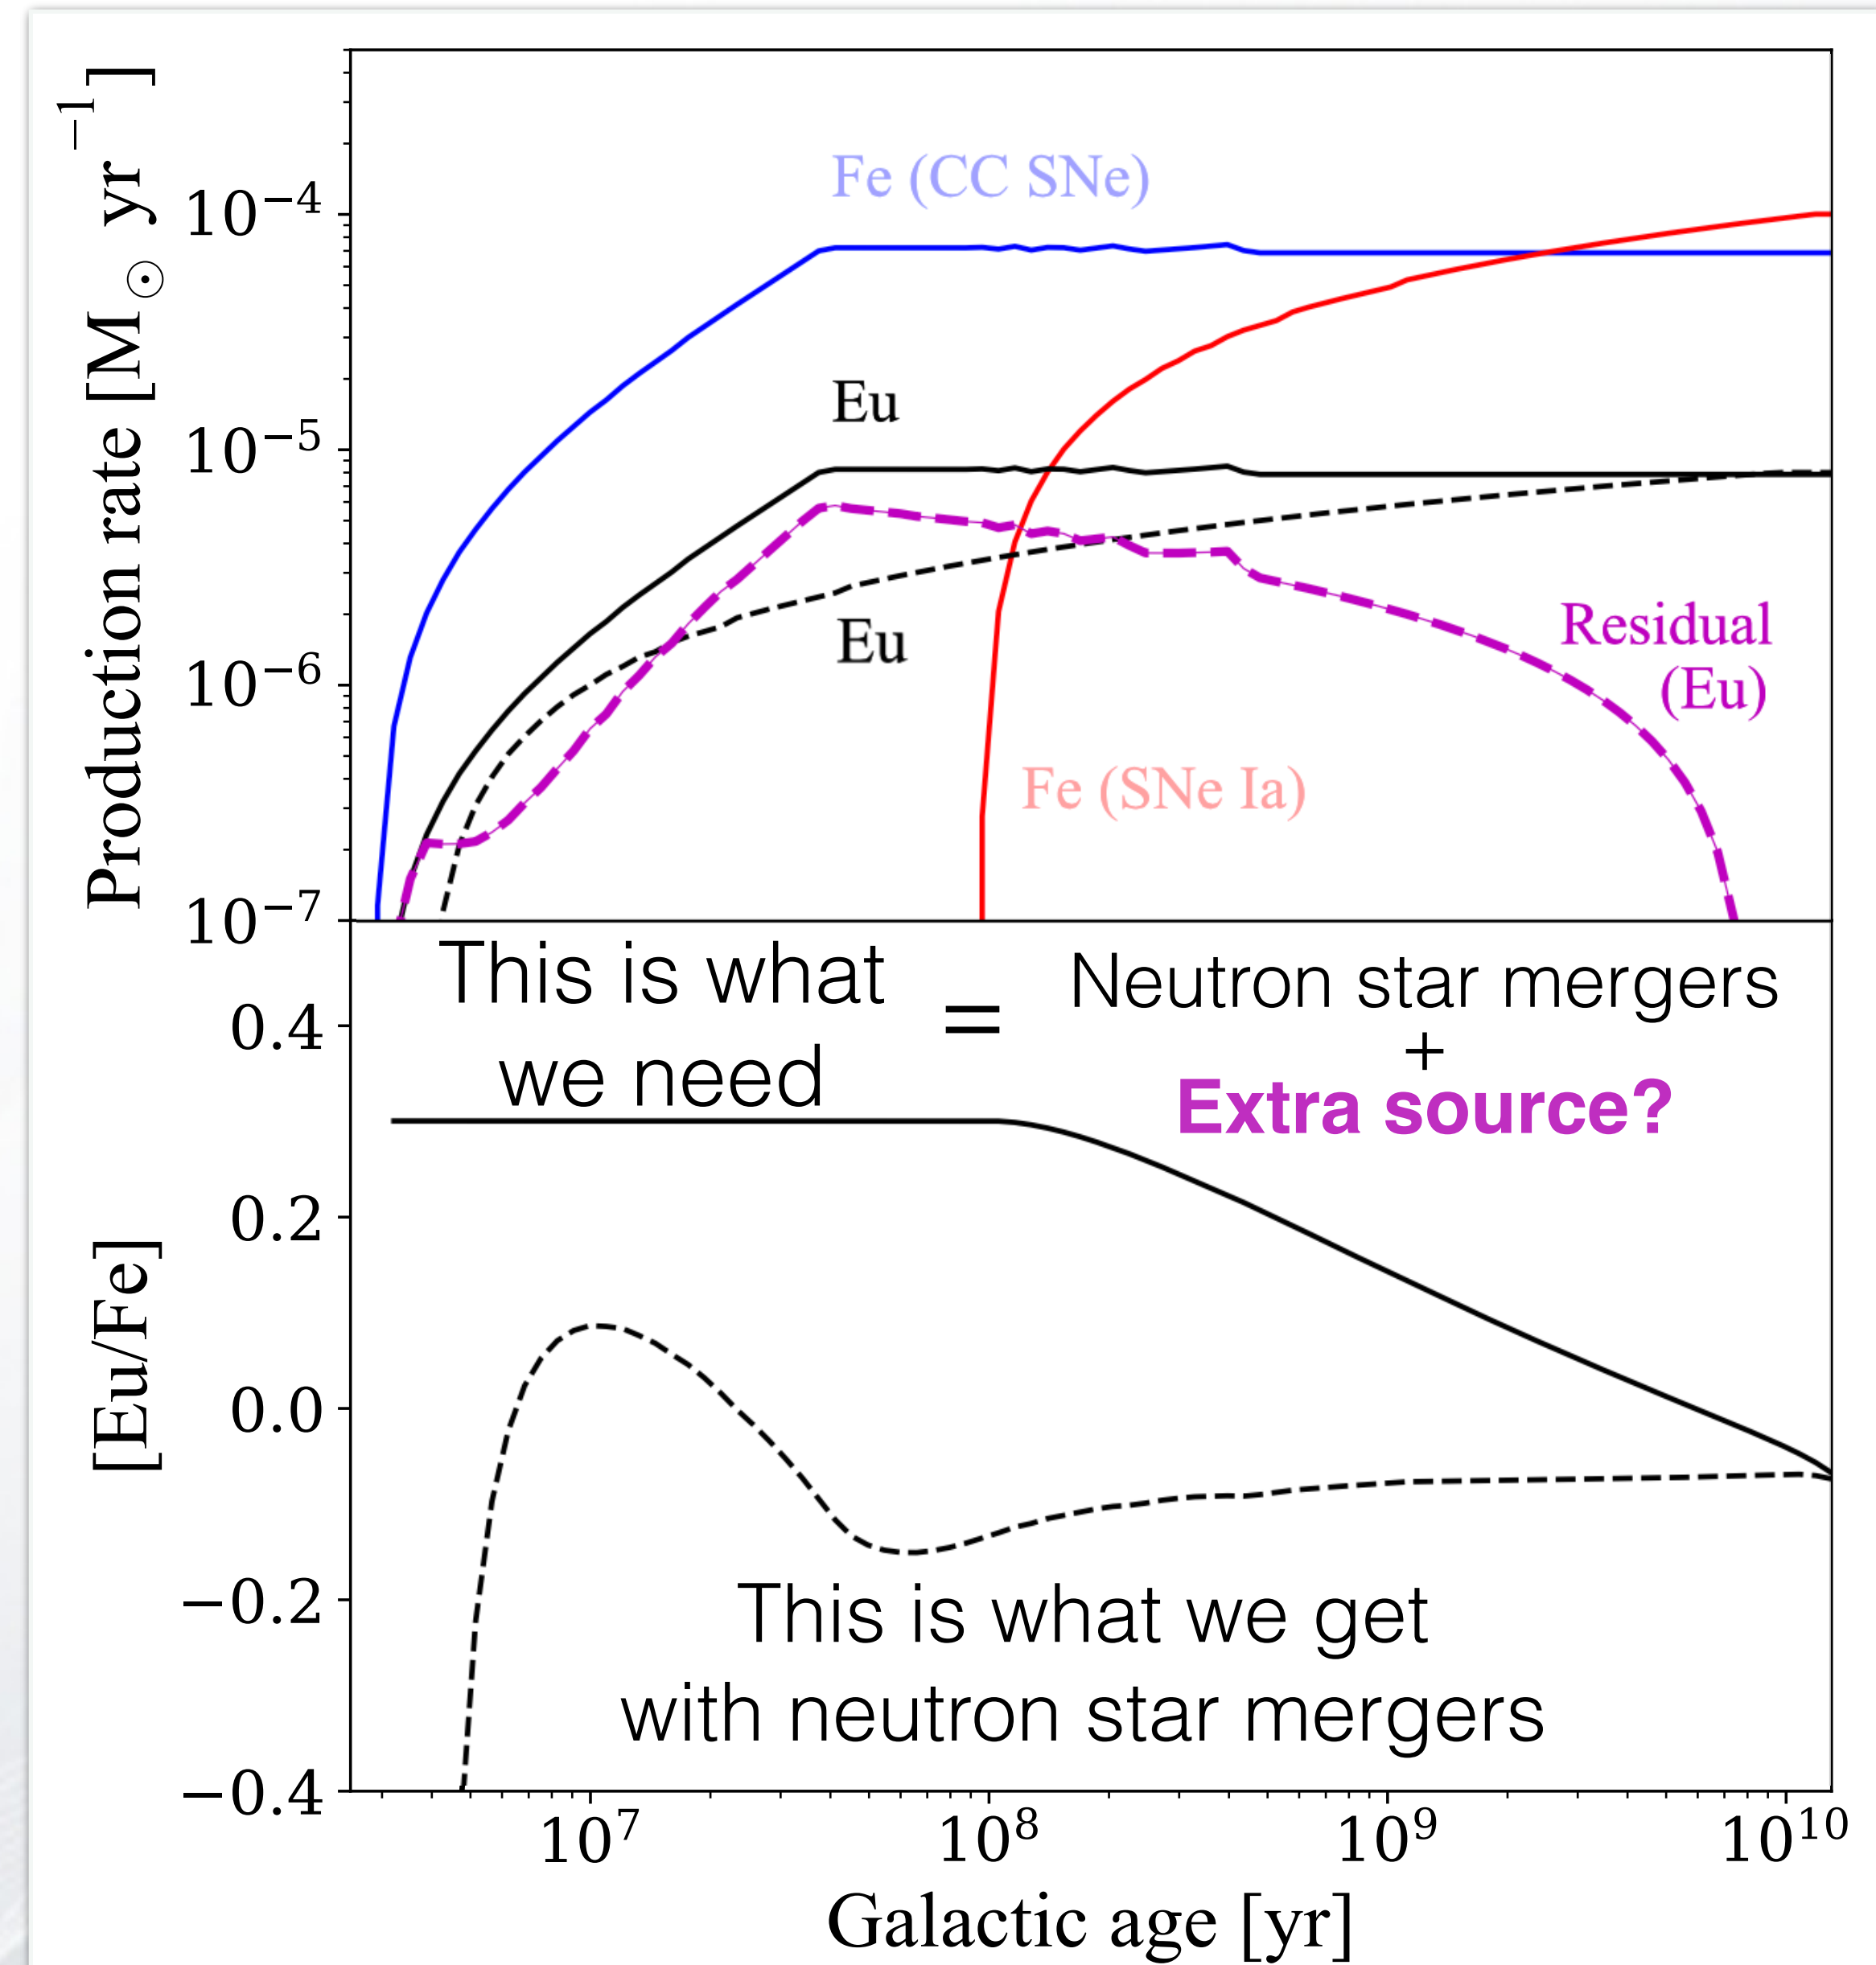 Production rate [M☉ yr⁻¹]
10⁻⁴
10⁻⁵
10⁻⁶
10⁻⁷
Fe (CC SNe)
Eu
Eu
Residual
(Eu)
Fe (SNe Ia)
This is what
we need
=
Neutron star mergers
+
Extra source?
[Eu/Fe]
0.4
0.2
0.0
−0.2
−0.4
This is what we get
with neutron star mergers
10⁷ 10⁸ 10⁹ 10¹⁰
Galactic age [yr]